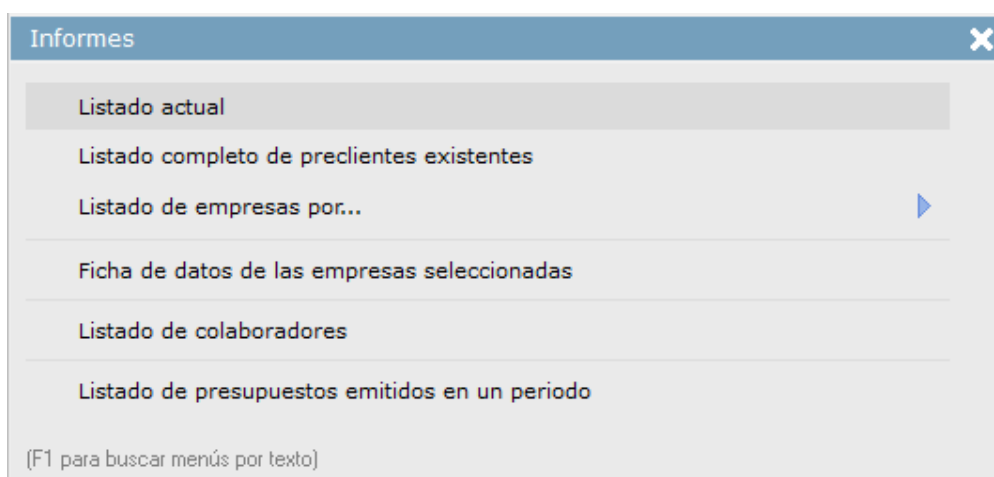 Informes
Listado actual
Listado completo de preclientes existentes
Listado de empresas por...
Ficha de datos de las empresas seleccionadas
Listado de colaboradores
Listado de presupuestos emitidos en un periodo
(F1 para buscar menús por texto)